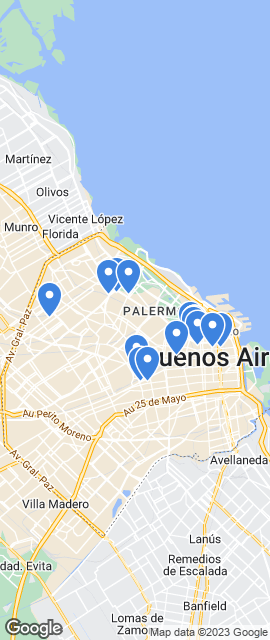 Martínez
Olivos
Vicente López
Munro
Florida
PALERM
Av. Gral. Paz
uenos Air
Au Perito Moreno
Au 25 de Mayo
Av. Gral. Paz
Avellaneda
Villa Madero
Lanús
dad. Evita
Remedios
de Escalada
Banfield
Lomas de
Zamo
Google
Map data ©2023 Google